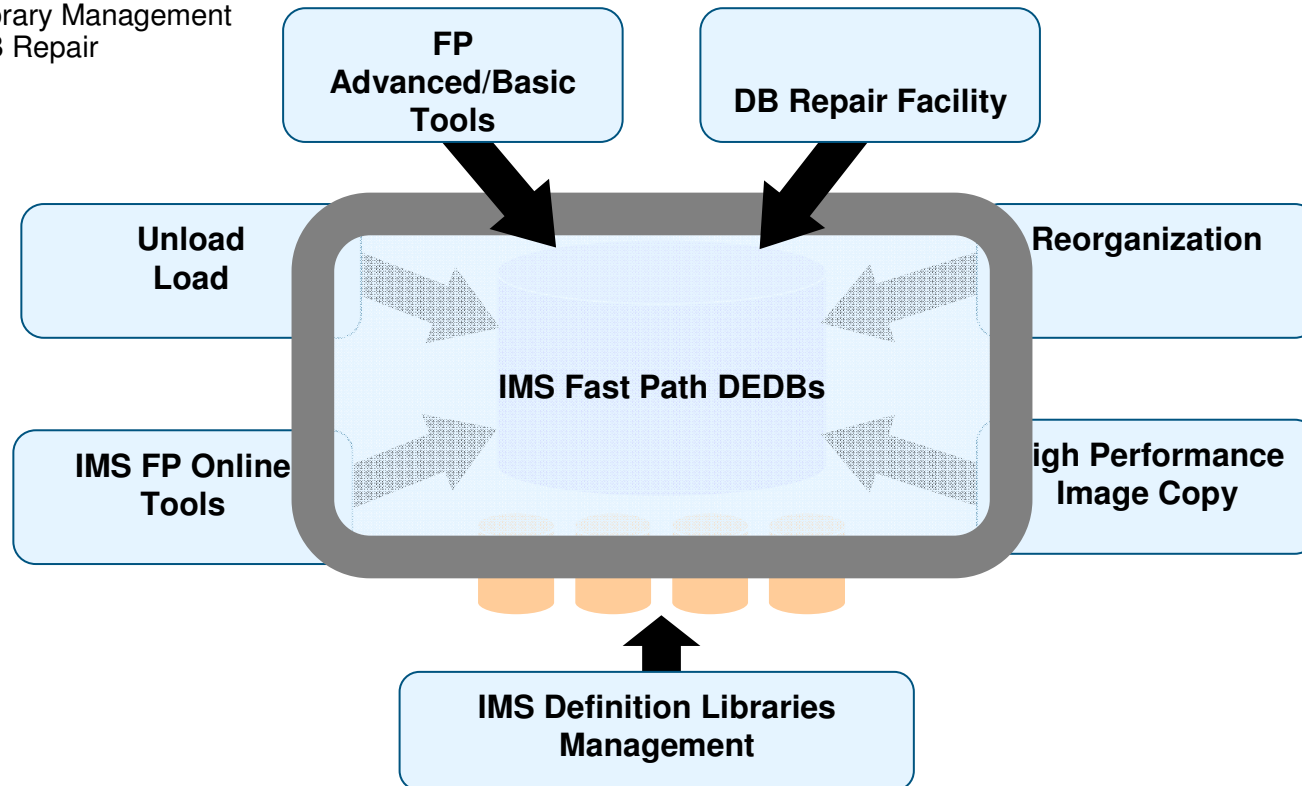 brary Management
Repair
FP
Advanced/Basic
Tools
DB Repair Facility
Unload
Load
Reorganization
IMS Fast Path DEDBs
IMS FP Online
Tools
igh Performance
Image Copy
IMS Definition Libraries
Management